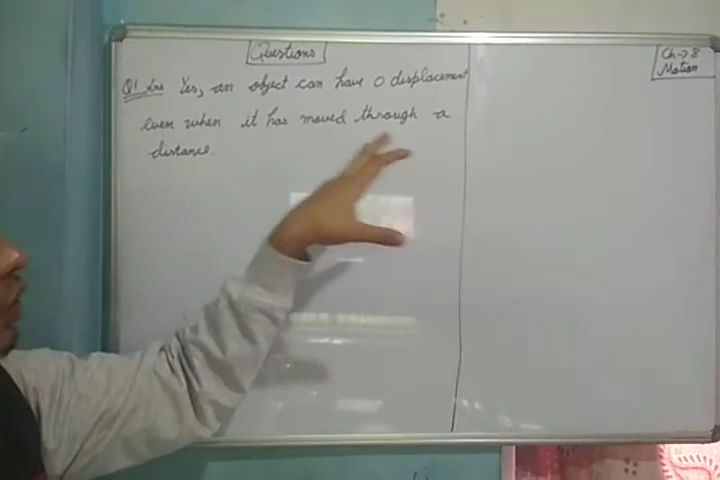 Questions
Ch → 8
Motion
Q1 Ans Yes, an object can have 0 displacement
even when it has moved through a
distance.